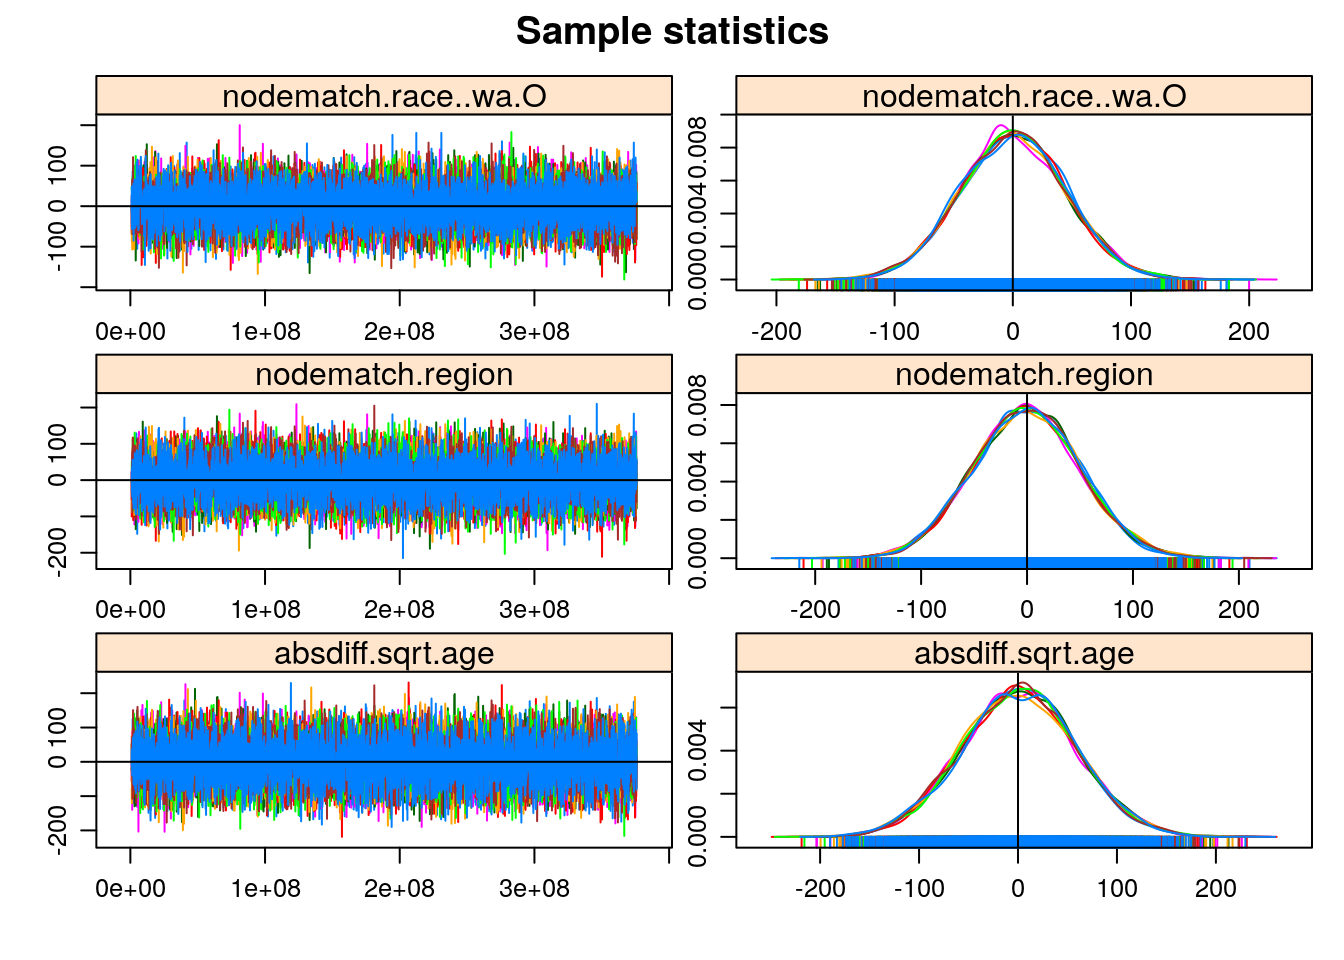 Sample statistics
nodematch.race..wa.O
nodematch.race..wa.O
-100 0 100
0.000 0.004 0.008
0e+00 1e+08 2e+08 3e+08
-200 -100 0 100 200
nodematch.region
nodematch.region
-200 0 100
0.000 0.004 0.008
0e+00 1e+08 2e+08 3e+08
-200 -100 0 100 200
absdiff.sqrt.age
absdiff.sqrt.age
-200 0 100
0.000 0.004
0e+00 1e+08 2e+08 3e+08
-200 -100 0 100 200